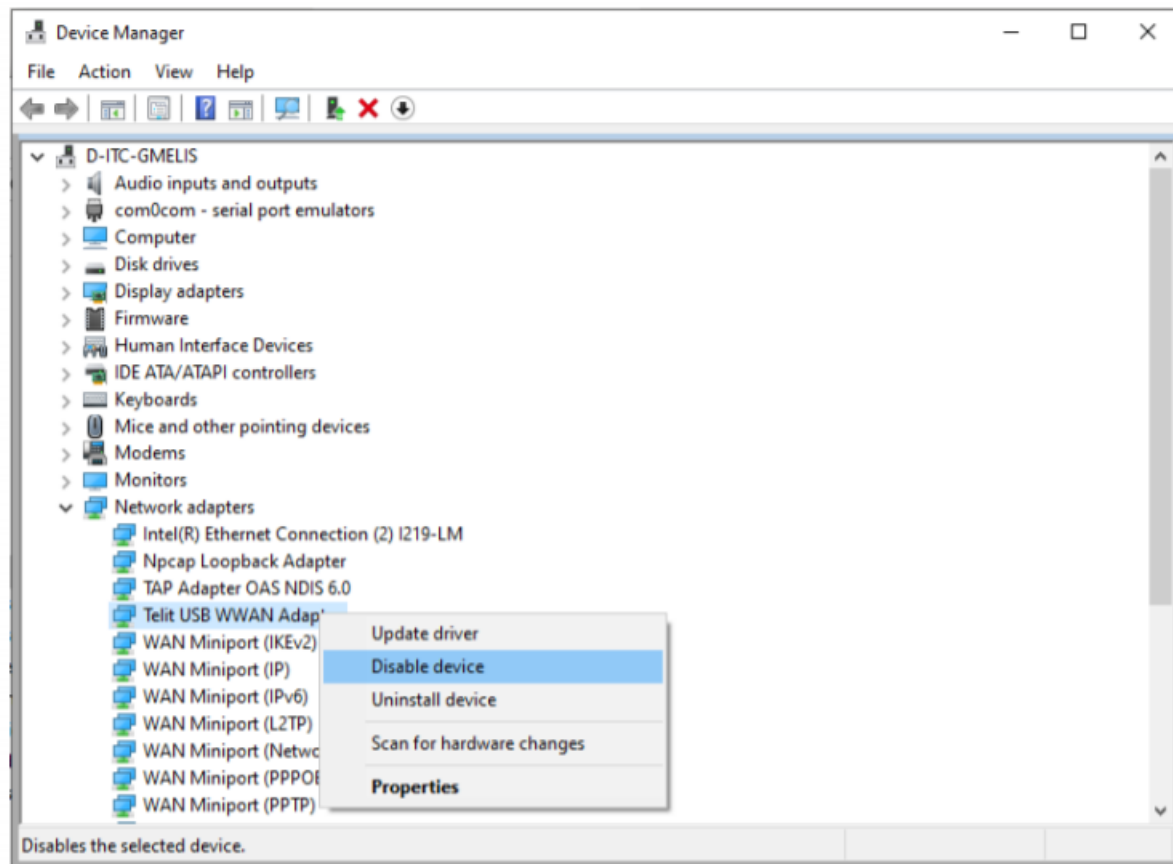 Device Manager
File Action View Help
D-ITC-GMELIS
Audio inputs and outputs
com0com - serial port emulators
Computer
Disk drives
Display adapters
Firmware
Human Interface Devices
IDE ATA/ATAPI controllers
Keyboards
Mice and other pointing devices
Modems
Monitors
Network adapters
Intel(R) Ethernet Connection (2) I219-LM
Npcap Loopback Adapter
TAP Adapter OAS NDIS 6.0
Telit USB WWAN Adapt
WAN Miniport (IKEv2)
WAN Miniport (IP)
WAN Miniport (IPv6)
WAN Miniport (L2TP)
WAN Miniport (Netwo
WAN Miniport (PPPOE
WAN Miniport (PPTP)
Update driver
Disable device
Uninstall device
Scan for hardware changes
Properties
Disables the selected device.